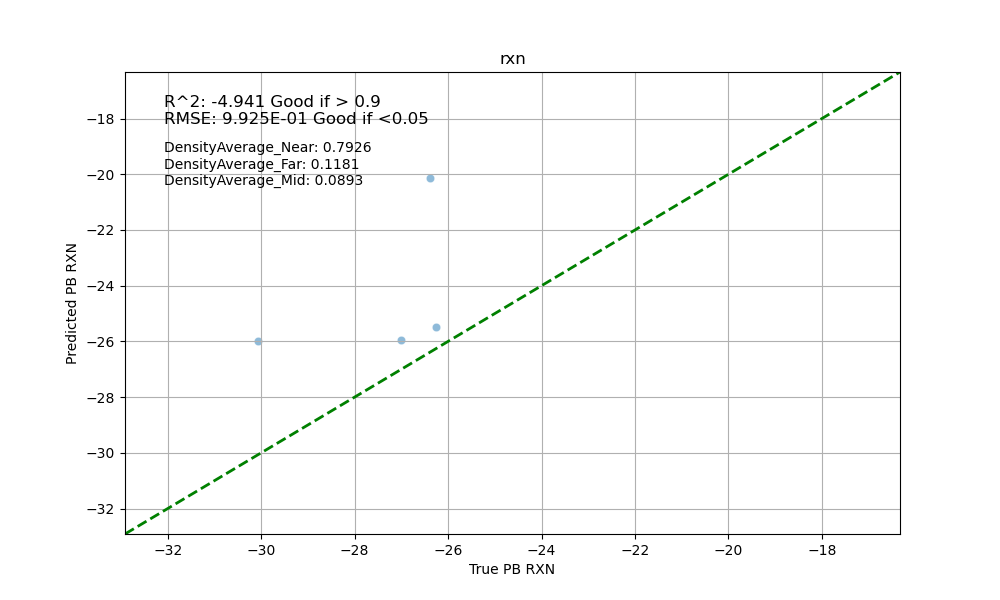 rxn
R^2: -4.941 Good if > 0.9
RMSE: 9.925E-01 Good if <0.05
DensityAverage_Near: 0.7926
DensityAverage_Far: 0.1181
DensityAverage_Mid: 0.0893
Predicted PB RXN
−18
−20
−22
−24
−26
−28
−30
−32
−32 −30 −28 −26 −24 −22 −20 −18
True PB RXN